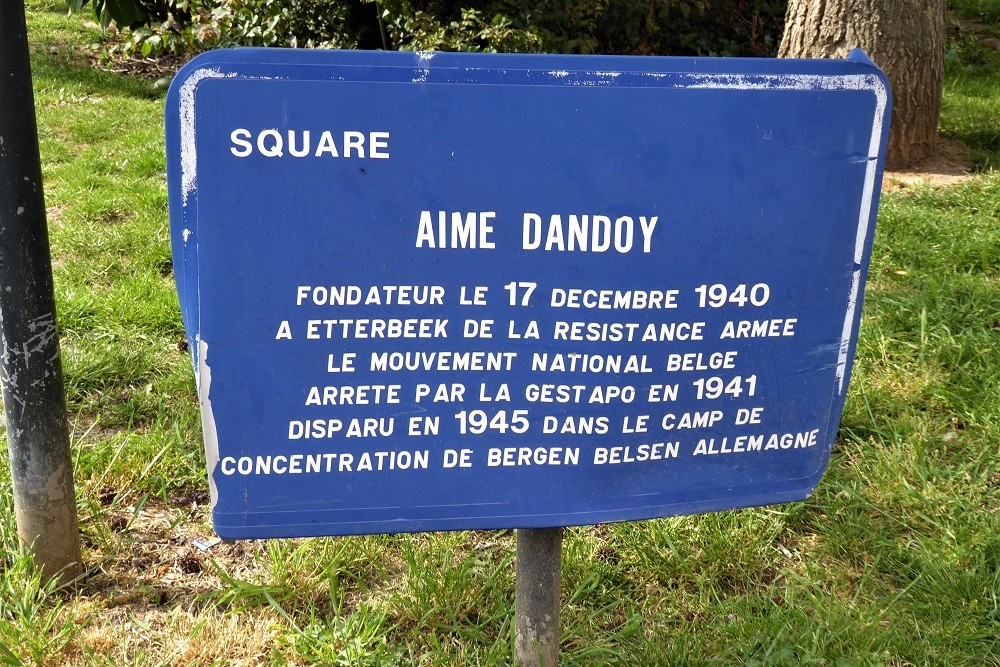 SQUARE
AIME DANDOY
FONDATEUR LE 17 DECEMBRE 1940
A ETTERBEEK DE LA RESISTANCE ARMEE
LE MOUVEMENT NATIONAL BELGE
ARRETE PAR LA GESTAPO EN 1941
DISPARU EN 1945 DANS LE CAMP DE
CONCENTRATION DE BERGEN BELSEN ALLEMAGNE